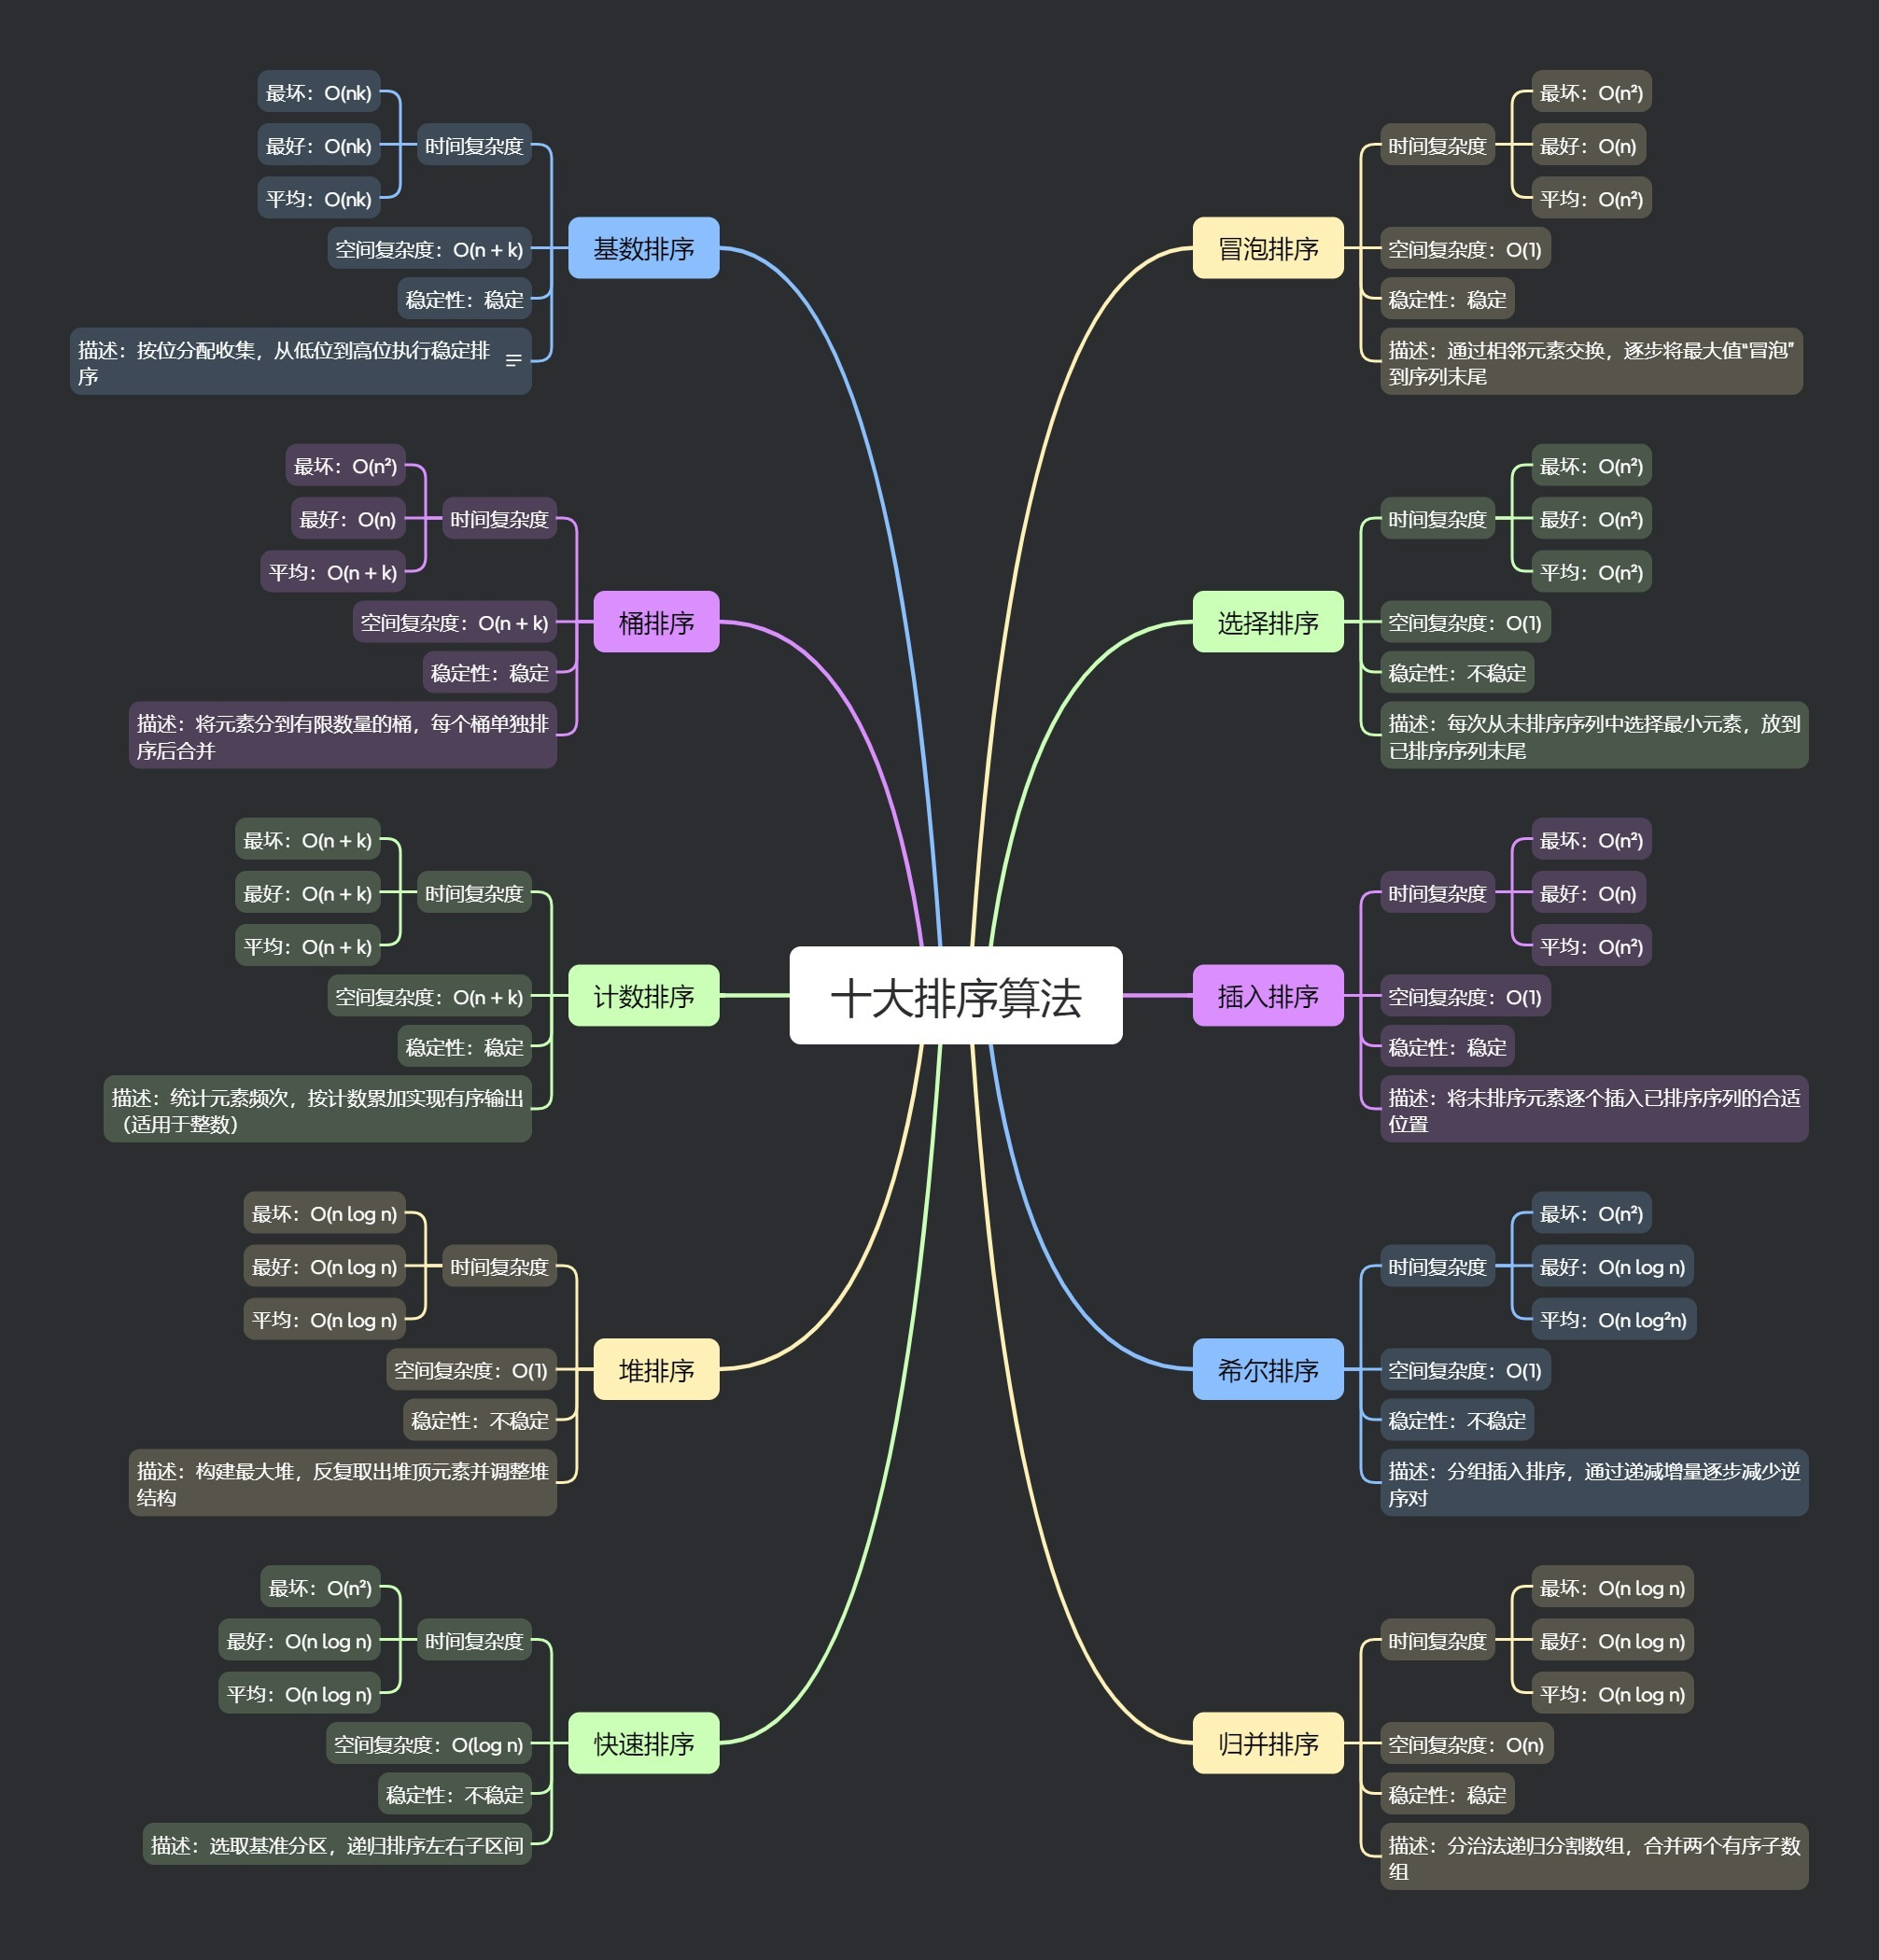 十大排序算法
冒泡排序
时间复杂度
最坏：O(n²)
最好：O(n)
平均：O(n²)
空间复杂度：O(1)
稳定性：稳定
描述：通过相邻元素交换，逐步将最大值“冒泡”
到序列末尾
选择排序
时间复杂度
最坏：O(n²)
最好：O(n²)
平均：O(n²)
空间复杂度：O(1)
稳定性：不稳定
描述：每次从未排序序列中选择最小元素，放到
已排序序列末尾
插入排序
时间复杂度
最坏：O(n²)
最好：O(n)
平均：O(n²)
空间复杂度：O(1)
稳定性：稳定
描述：将未排序元素逐个插入已排序序列的合适
位置
希尔排序
时间复杂度
最坏：O(n²)
最好：O(n log n)
平均：O(n log²n)
空间复杂度：O(1)
稳定性：不稳定
描述：分组插入排序，通过递减增量逐步减少逆
序对
归并排序
时间复杂度
最坏：O(n log n)
最好：O(n log n)
平均：O(n log n)
空间复杂度：O(n)
稳定性：稳定
描述：分治法递归分割数组，合并两个有序子数
组
快速排序
时间复杂度
最坏：O(n²)
最好：O(n log n)
平均：O(n log n)
空间复杂度：O(log n)
稳定性：不稳定
描述：选取基准分区，递归排序左右子区间
堆排序
时间复杂度
最坏：O(n log n)
最好：O(n log n)
平均：O(n log n)
空间复杂度：O(1)
稳定性：不稳定
描述：构建最大堆，反复取出堆顶元素并调整堆
结构
计数排序
时间复杂度
最坏：O(n + k)
最好：O(n + k)
平均：O(n + k)
空间复杂度：O(n + k)
稳定性：稳定
描述：统计元素频次，按计数累加实现有序输出
（适用于整数）
桶排序
时间复杂度
最坏：O(n²)
最好：O(n)
平均：O(n + k)
空间复杂度：O(n + k)
稳定性：稳定
描述：将元素分到有限数量的桶，每个桶单独排
序后合并
基数排序
时间复杂度
最坏：O(nk)
最好：O(nk)
平均：O(nk)
空间复杂度：O(n + k)
稳定性：稳定
描述：按位分配收集，从低位到高位执行稳定排
序